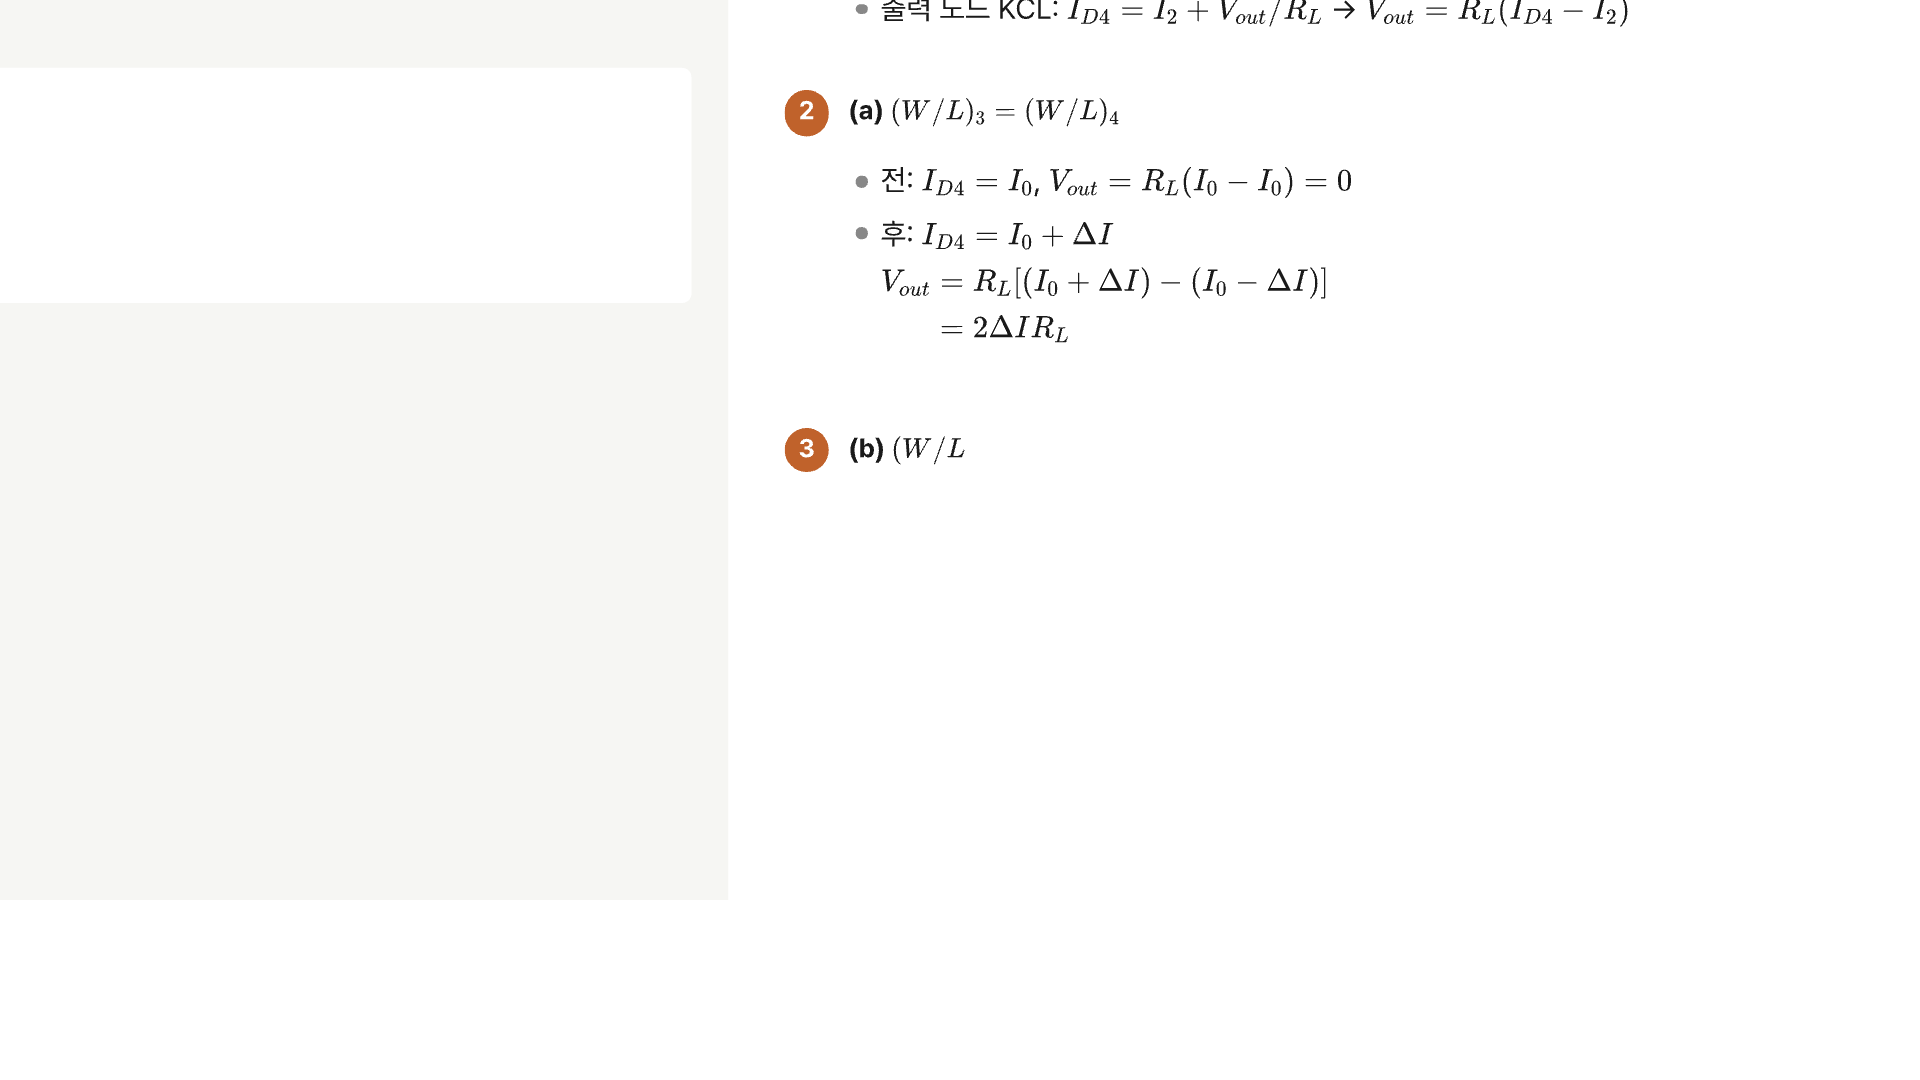 • 출력 노드 KCL: I_{D4} = I_2 + V_{out}/R_L → V_{out} = R_L(I_{D4} − I_2)
2 (a) (W/L)_3 = (W/L)_4
• 전: I_{D4} = I_0, V_{out} = R_L(I_0 − I_0) = 0
• 후: I_{D4} = I_0 + ΔI
V_{out} = R_L[(I_0 + ΔI) − (I_0 − ΔI)]
= 2ΔIR_L
3 (b) (W/L